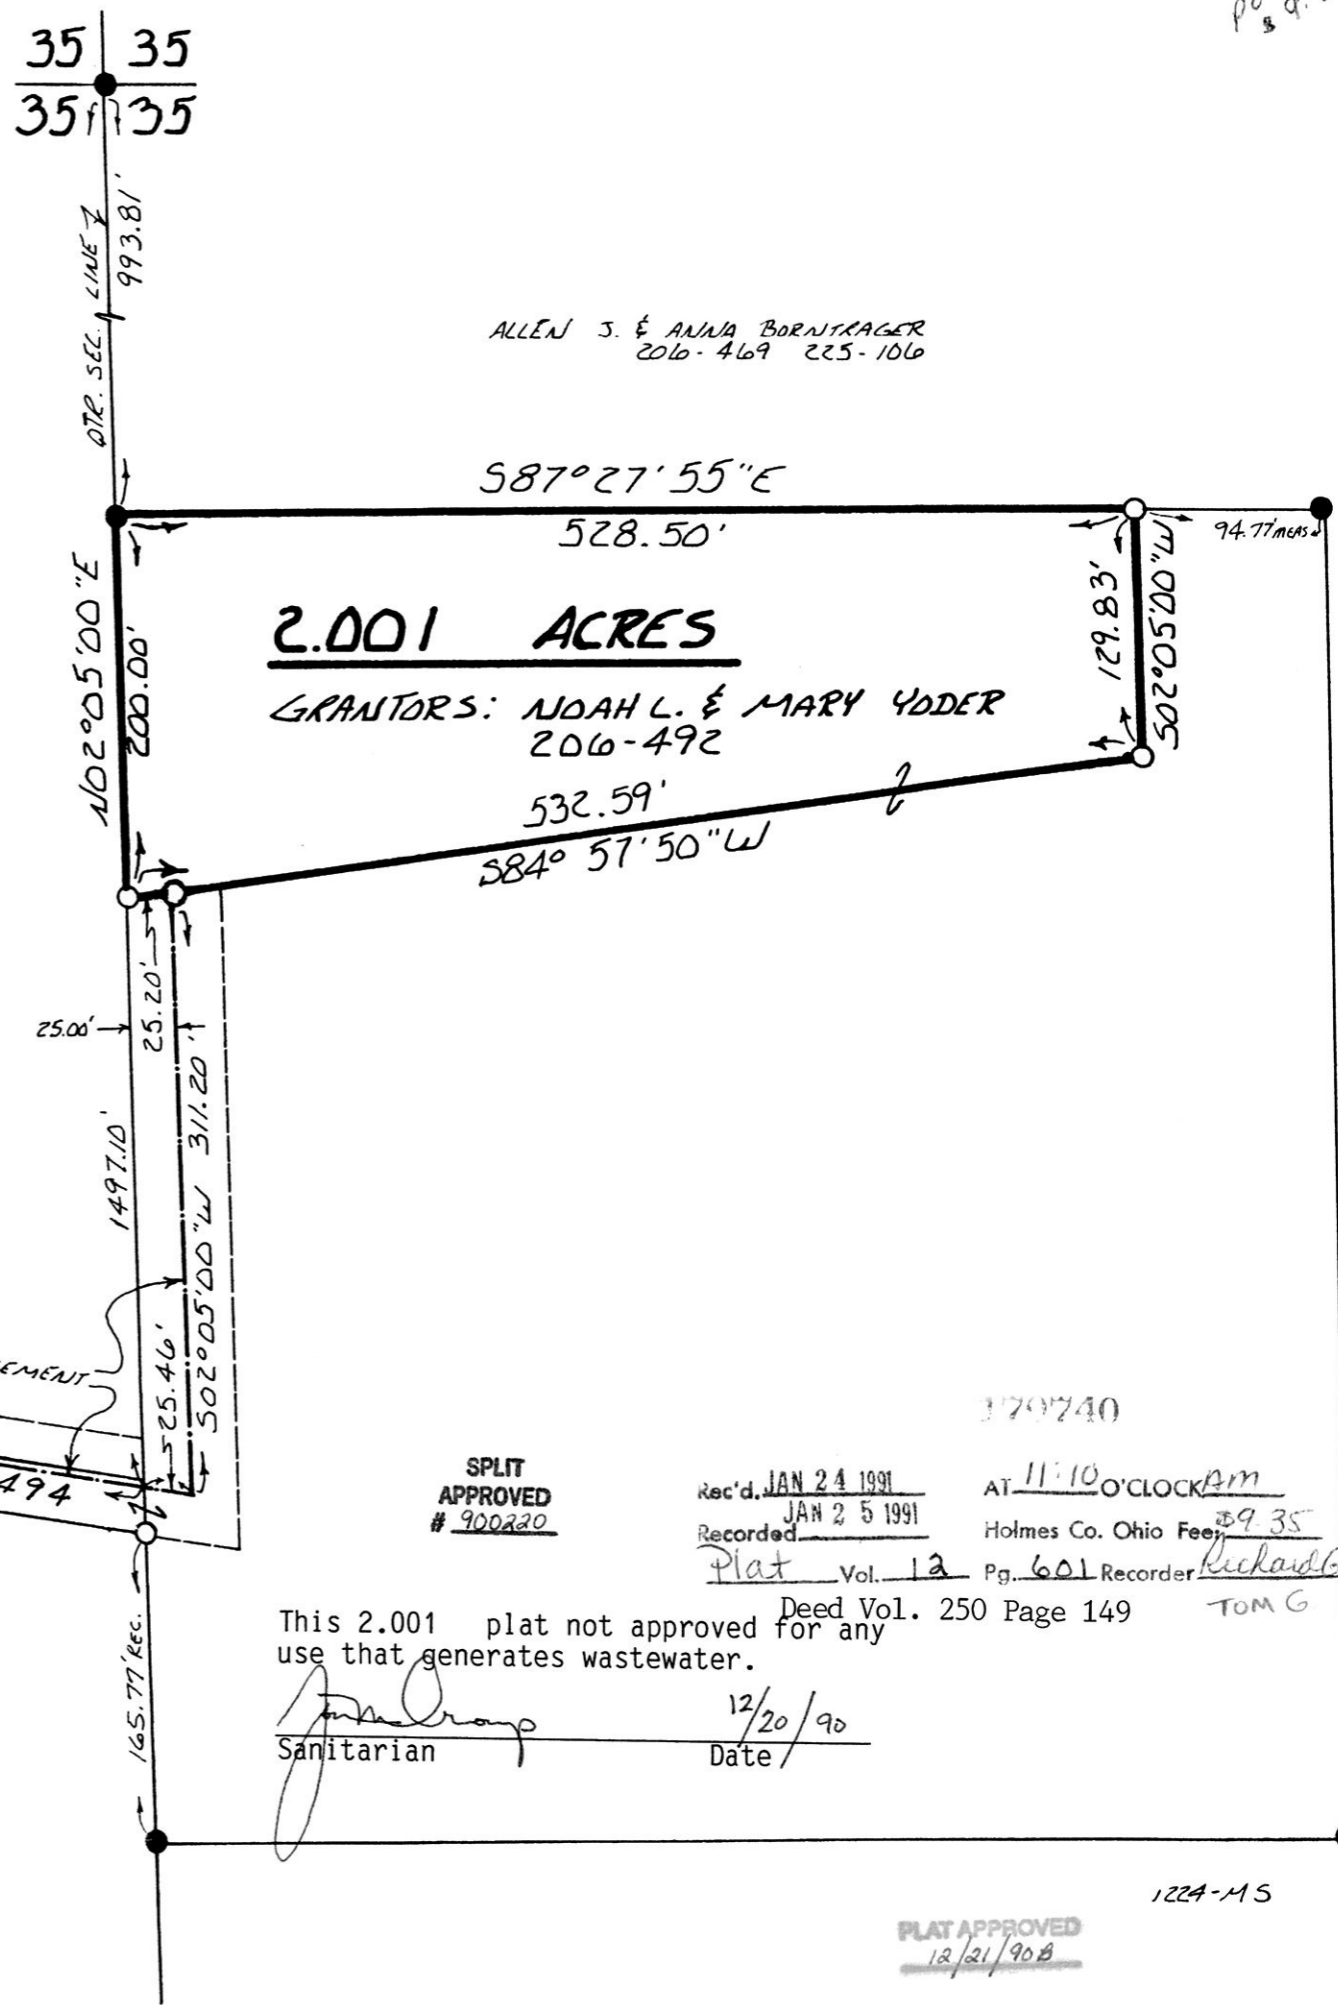 35 35
35 35
993.81'
QTR. SEC. LINE
ALLEN J. & ANNA BORNTRAGER
206-469 225-106
S87°27'55"E
528.50'
94.77'MEAS
N02°05'00"E
200.00'
129.83'
S02°05'00"W
2.001 ACRES
GRANTORS: NOAH L. & MARY YODER
206-492
532.59'
S84° 57'50"W
25.20'
25.00'
311.20'
S02°05'00"W
1497.10'
25.46'
EMENT
494
165.77'REC.
SPLIT
APPROVED
# 900220
179740
Rec'd. JAN 24 1991 AT 11:10 O'CLOCK AM
Recorded JAN 25 1991 Holmes Co. Ohio Fee $9.35
Plat Vol. 12 Pg. 601 Recorder Richard
Deed Vol. 250 Page 149 TOM G
This 2.001 plat not approved for any
use that generates wastewater.
12/20/90
Sanitarian Date
1224-MS
PLAT APPROVED
12/21/90B